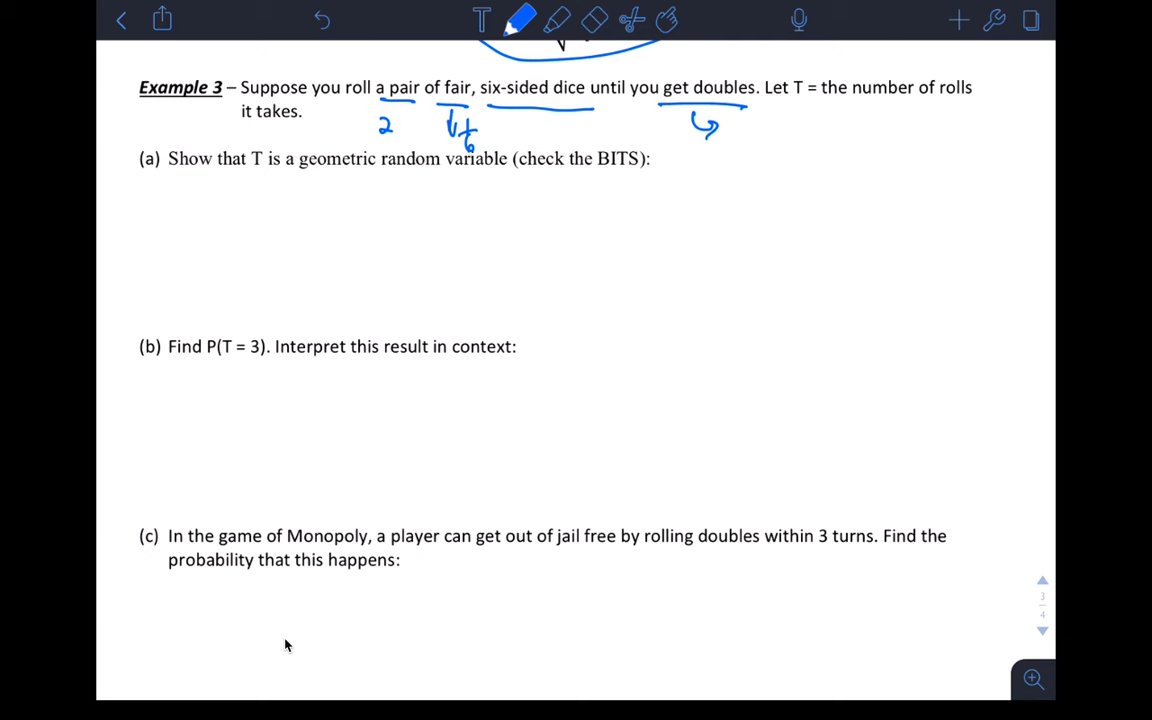 Example 3 – Suppose you roll a pair of fair, six-sided dice until you get doubles. Let T = the number of rolls
it takes.
2 1/6
(a) Show that T is a geometric random variable (check the BITS):
(b) Find P(T = 3). Interpret this result in context:
(c) In the game of Monopoly, a player can get out of jail free by rolling doubles within 3 turns. Find the
probability that this happens:
3
4